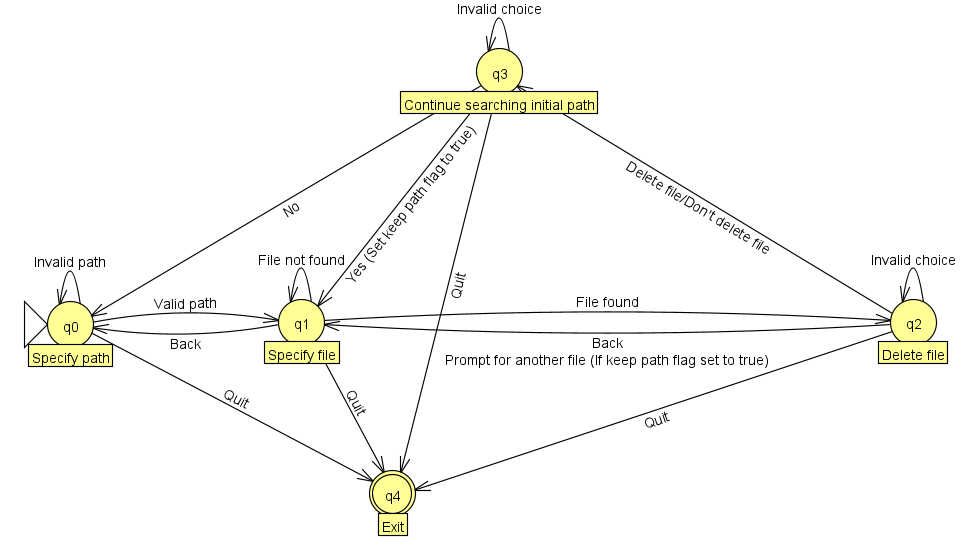 Invalid choice
q3
Continue searching initial path
No
Yes (Set keep path flag to true)
Quit
Delete file/Don't delete file
Invalid path
q0
Specify path
Valid path
Back
File not found
q1
Specify file
File found
Back
Prompt for another file (If keep path flag set to true)
Invalid choice
q2
Delete file
Quit
Quit
Quit
q4
Exit